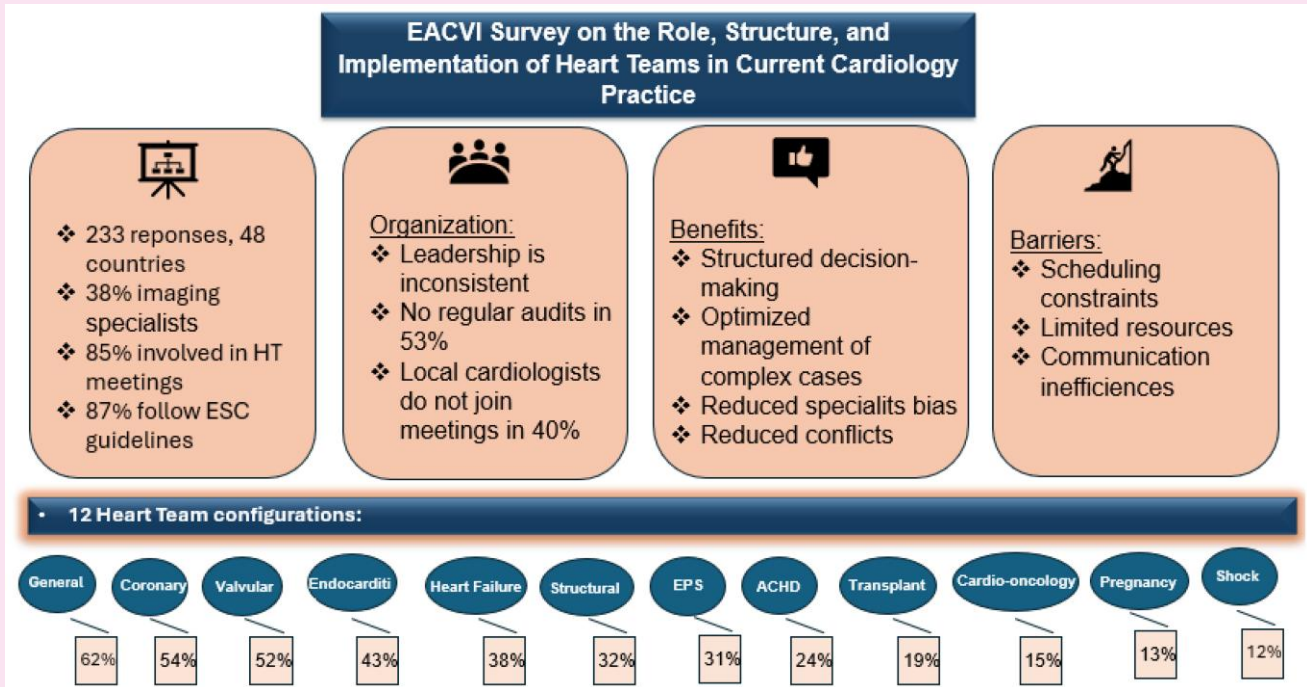 EACVI Survey on the Role, Structure, and
Implementation of Heart Teams in Current Cardiology
Practice
❖ 233 reponses, 48
countries
❖ 38% imaging
specialists
❖ 85% involved in HT
meetings
❖ 87% follow ESC
guidelines
Organization:
❖ Leadership is
inconsistent
❖ No regular audits in
53%
❖ Local cardiologists
do not join
meetings in 40%
Benefits:
❖ Structured decision-
making
❖ Optimized
management of
complex cases
❖ Reduced specialits bias
❖ Reduced conflicts
Barriers:
❖ Scheduling
constraints
❖ Limited resources
❖ Communication
inefficiences
• 12 Heart Team configurations:
General Coronary Valvular Endocarditi Heart Failure Structural EPS ACHD Transplant Cardio-oncology Pregnancy Shock
62% 54% 52% 43% 38% 32% 31% 24% 19% 15% 13% 12%